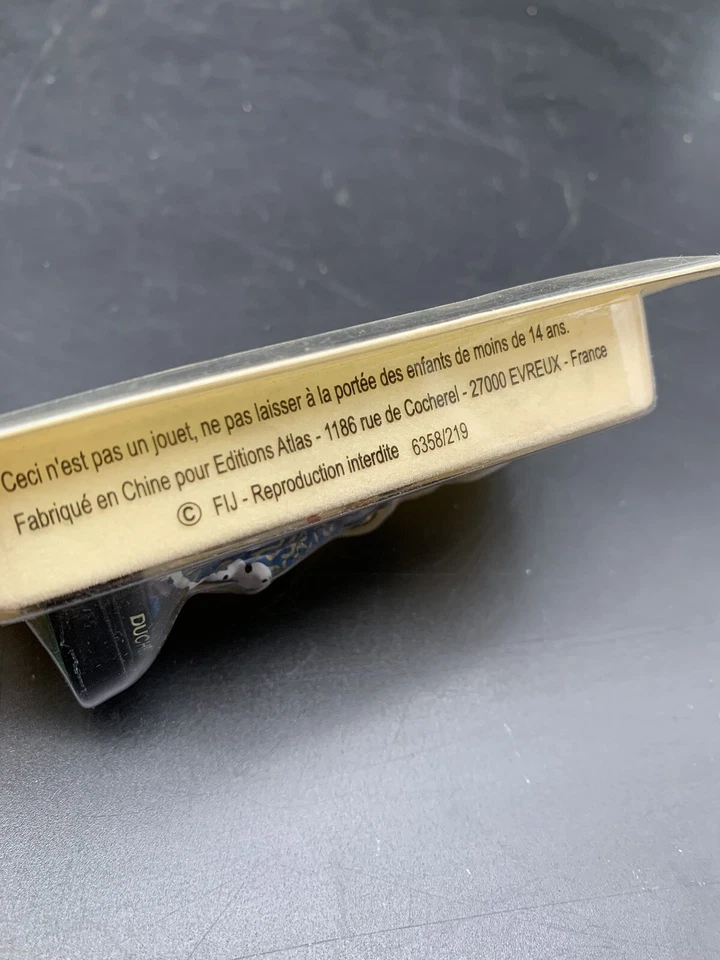 Ceci n'est pas un jouet, ne pas laisser à la portée des enfants de moins de 14 ans.
Fabriqué en Chine pour Editions Atlas - 1186 rue de Cocherel - 27000 EVREUX - France
© FIJ - Reproduction interdite 6358/219